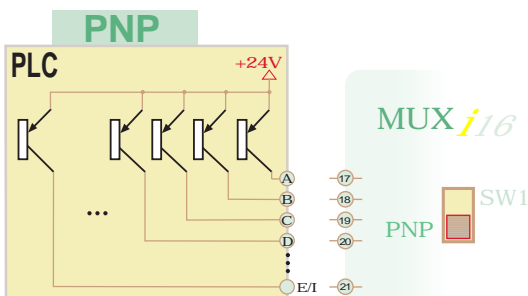 PNP
PLC
+24V
MUX i16
A 17
B 18
SW1
C 19
PNP
D 20
E/I 21